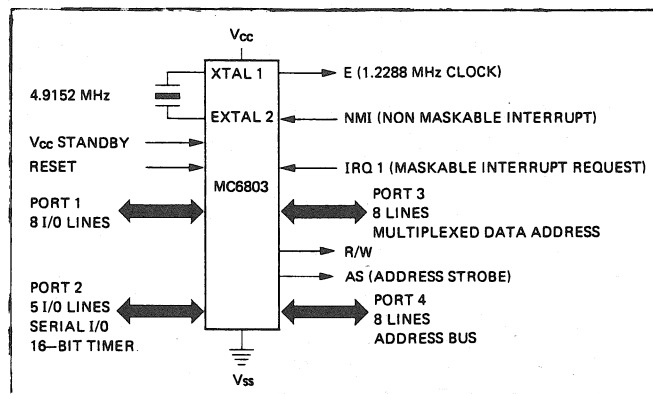 Vcc
XTAL 1
E (1.2288 MHz CLOCK)
4.9152 MHz
EXTAL 2
NMI (NON MASKABLE INTERRUPT)
Vcc STANDBY
RESET
IRQ 1 (MASKABLE INTERRUPT REQUEST)
MC6803
PORT 1
8 I/O LINES
PORT 3
8 LINES
MULTIPLEXED DATA ADDRESS
R/W
AS (ADDRESS STROBE)
PORT 2
5 I/O LINES
SERIAL I/O
16-BIT TIMER
PORT 4
8 LINES
ADDRESS BUS
Vss